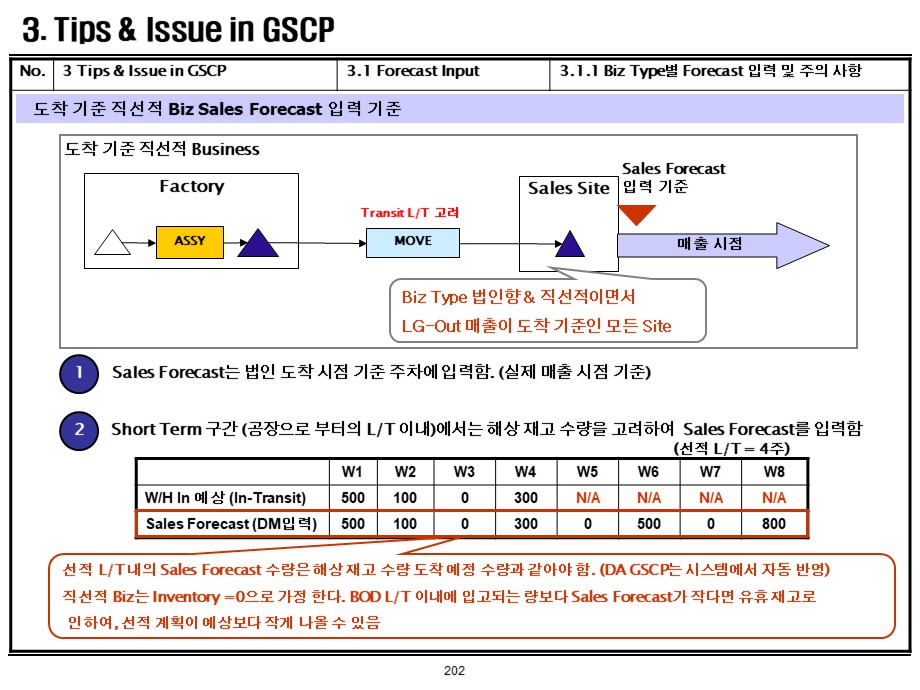 3. Tips & Issue in GSCP
No. 3 Tips & Issue in GSCP 3.1 Forecast Input 3.1.1 Biz Type별 Forecast 입력 및 주의 사항
도착 기준 직선적 Biz Sales Forecast 입력 기준
도착 기준 직선적 Business
Factory
ASSY
Transit L/T 고려
MOVE
Sales Site
Sales Forecast
입력 기준
매출 시점
Biz Type 법인향 & 직선적이면서
LG-Out 매출이 도착 기준인 모든 Site
1 Sales Forecast는 법인 도착 시점 기준 주차에 입력함. (실제 매출 시점 기준)
2 Short Term 구간 (공장으로 부터의 L/T 이내)에서는 해상 재고 수량을 고려하여 Sales Forecast를 입력함
(선적 L/T = 4주)
W1 W2 W3 W4 W5 W6 W7 W8
W/H In 예상 (In-Transit) 500 100 0 300 N/A N/A N/A N/A
Sales Forecast (DM입력) 500 100 0 300 0 500 0 800
선적 L/T내의 Sales Forecast 수량은 해상 재고 수량 도착 예정 수량과 같아야 함. (DA GSCP는 시스템에서 자동 반영)
직선적 Biz는 Inventory =0으로 가정 한다. BOD L/T 이내에 입고되는 량보다 Sales Forecast가 작다면 유휴 재고로
인하여, 선적 계획이 예상보다 작게 나올 수 있음
202